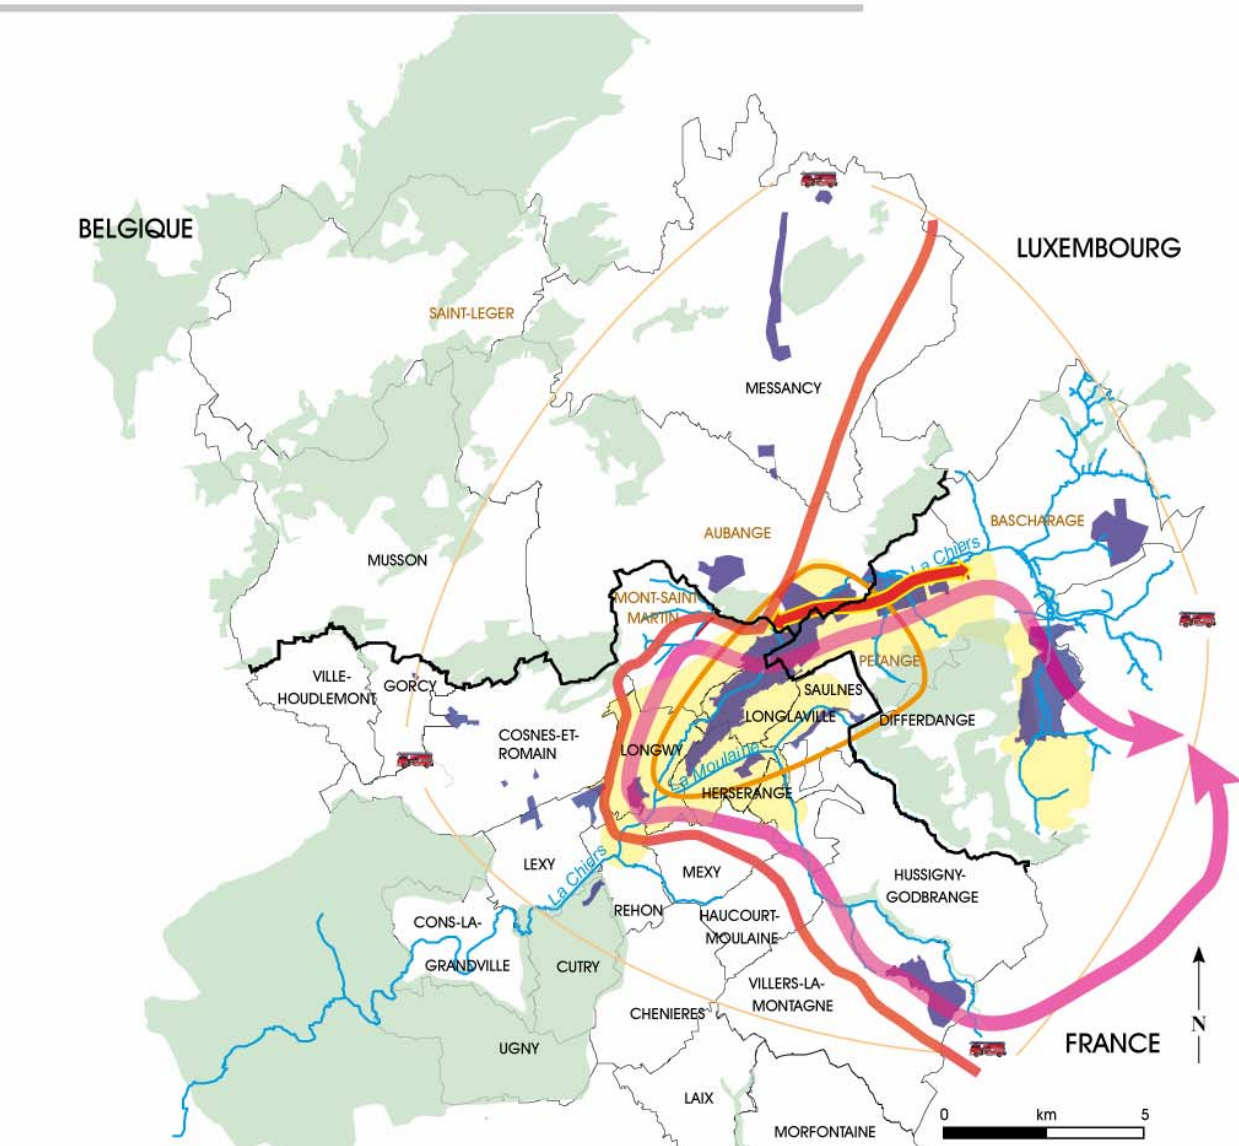 BELGIQUE
LUXEMBOURG
SAINT-LEGER
MESSANCY
BASCHARAGE
AUBANGE
La Chiers
MUSSON
MONT-SAINT-
MARTIN
PETANGE
VILLE-
HOUDLEMONT
GORCY
SAULNES
LONGLAVILLE
DIFFERDANGE
COSNES-ET-
ROMAIN
LONGWY
La Moulaine
HERSERANGE
LEXY
La Chiers
MEXY
HUSSIGNY-
GODBRANGE
CONS-LA-
GRANDVILLE
REHON
HAUCOURT-
MOULAINE
CUTRY
VILLERS-LA-
MONTAGNE
CHENIERES
UGNY
FRANCE
N
LAIX
MORFONTAINE
0 km 5